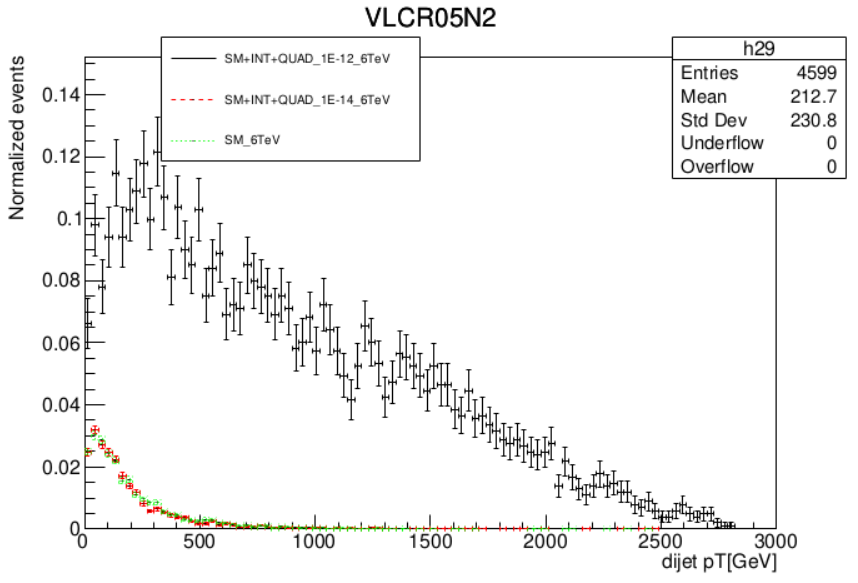 VLCR05N2
SM+INT+QUAD_1E-12_6TeV
SM+INT+QUAD_1E-14_6TeV
SM_6TeV
h29
Entries 4599
Mean 212.7
Std Dev 230.8
Underflow 0
Overflow 0
Normalized events
0.14
0.12
0.1
0.08
0.06
0.04
0.02
0
0 500 1000 1500 2000 2500 3000
dijet pT[GeV]